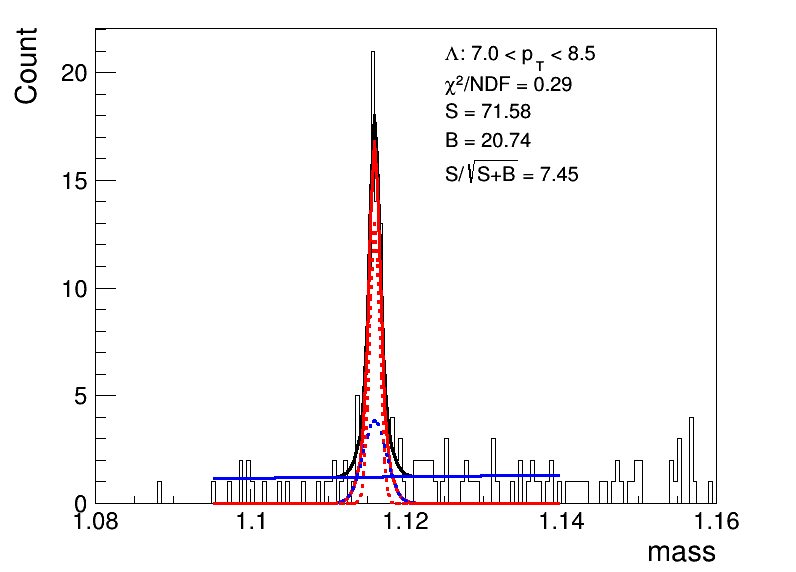 Count
Λ: 7.0 < p_T < 8.5
χ²/NDF = 0.29
S = 71.58
B = 20.74
S/√S+B = 7.45
20
15
10
5
0
1.08 1.1 1.12 1.14 1.16
mass